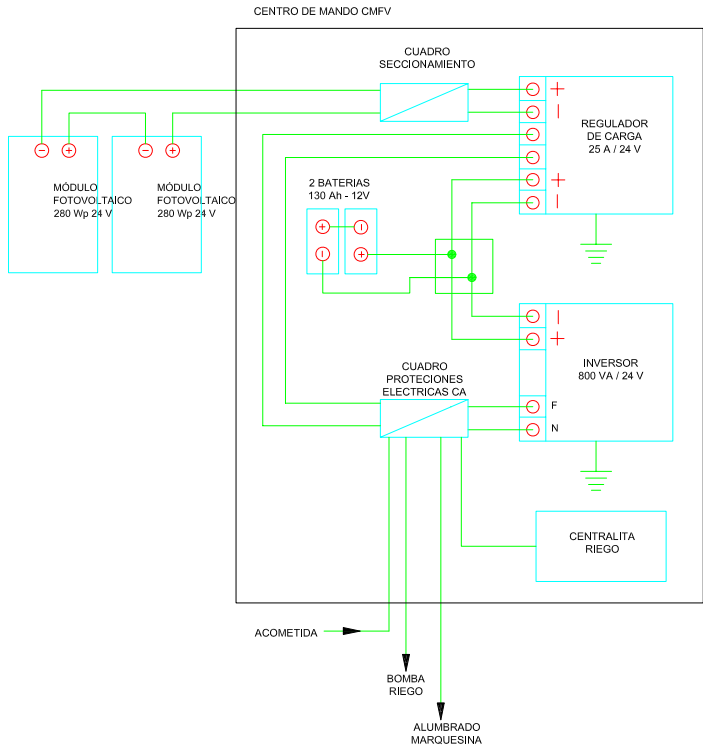 CENTRO DE MANDO CMFV
CUADRO
SECCIONAMIENTO
REGULADOR
DE CARGA
25 A / 24 V
MÓDULO
FOTOVOLTAICO
280 Wp 24 V
MÓDULO
FOTOVOLTAICO
280 Wp 24 V
2 BATERIAS
130 Ah - 12V
INVERSOR
800 VA / 24 V
CUADRO
PROTECIONES
ELECTRICAS CA
F
N
CENTRALITA
RIEGO
ACOMETIDA
BOMBA
RIEGO
ALUMBRADO
MARQUESINA